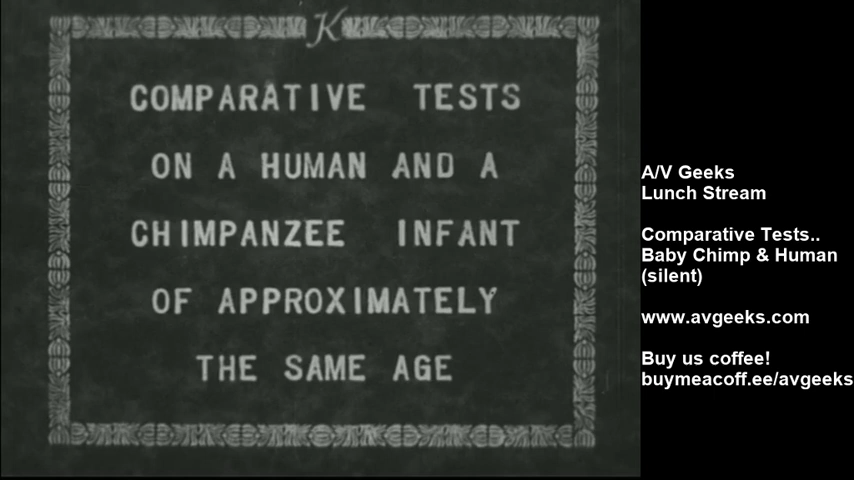 K
COMPARATIVE TESTS
ON A HUMAN AND A
CHIMPANZEE INFANT
OF APPROXIMATELY
THE SAME AGE
A/V Geeks
Lunch Stream
Comparative Tests..
Baby Chimp & Human
(silent)
www.avgeeks.com
Buy us coffee!
buymeacoff.ee/avgeeks